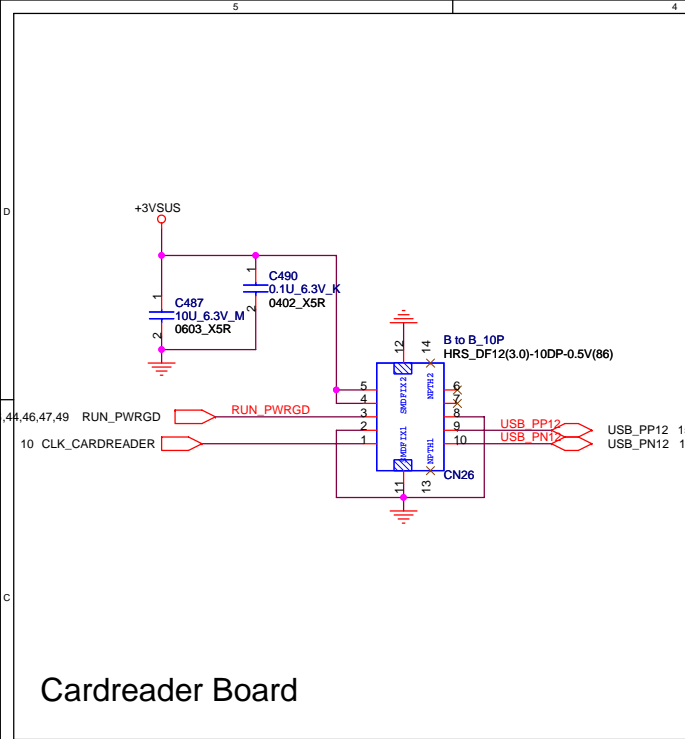 5
4
D
+3VSUS
1
C490
0.1U_6.3V_K
2
0402_X5R
1
C487
10U_6.3V_M
2
0603_X5R
12
14
B to B_10P
HRS_DF12(3.0)-10DP-0.5V(86)
SMDFIX2
NPTH2
5
6
4
7
,44,46,47,49 RUN_PWRGD
RUN_PWRGD
3
8
2
9
USB_PP12
USB_PP12
10 CLK_CARDREADER
1
10
USB_PN12
USB_PN12
SMDFIX1
NPTH1
11
13
CN26
C
Cardreader Board